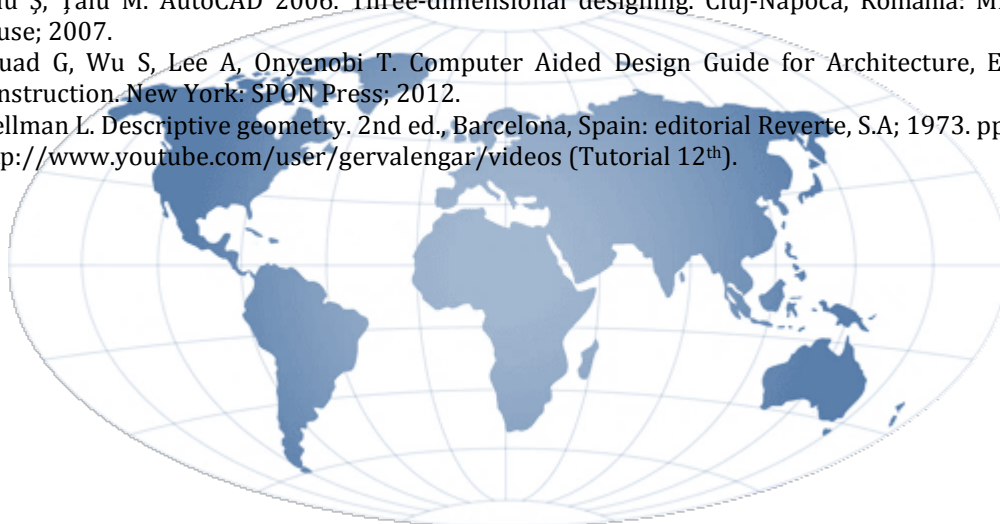 Ş, Ţălu M. AutoCAD 2006. Three-dimensional designing. Cluj-Napoca, Romania:
use; 2007.
uad G, Wu S, Lee A, Onyenobi T. Computer Aided Design Guide for Architecture, E
nstruction. New York: SPON Press; 2012.
ellman L. Descriptive geometry. 2nd ed., Barcelona, Spain: editorial Reverte, S.A; 1973. pp
p://www.youtube.com/user/gervalengar/videos (Tutorial 12th).